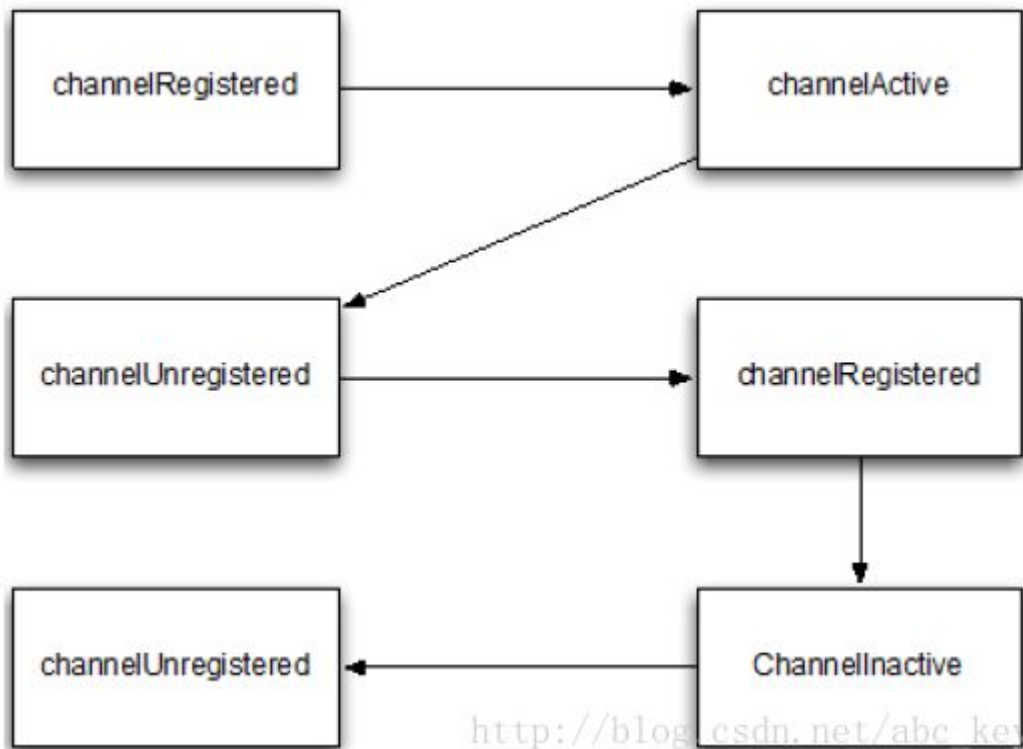 channelRegistered
channelActive
channelUnregistered
channelRegistered
channelUnregistered
ChannelInactive
http://blog.csdn.net/abc_key